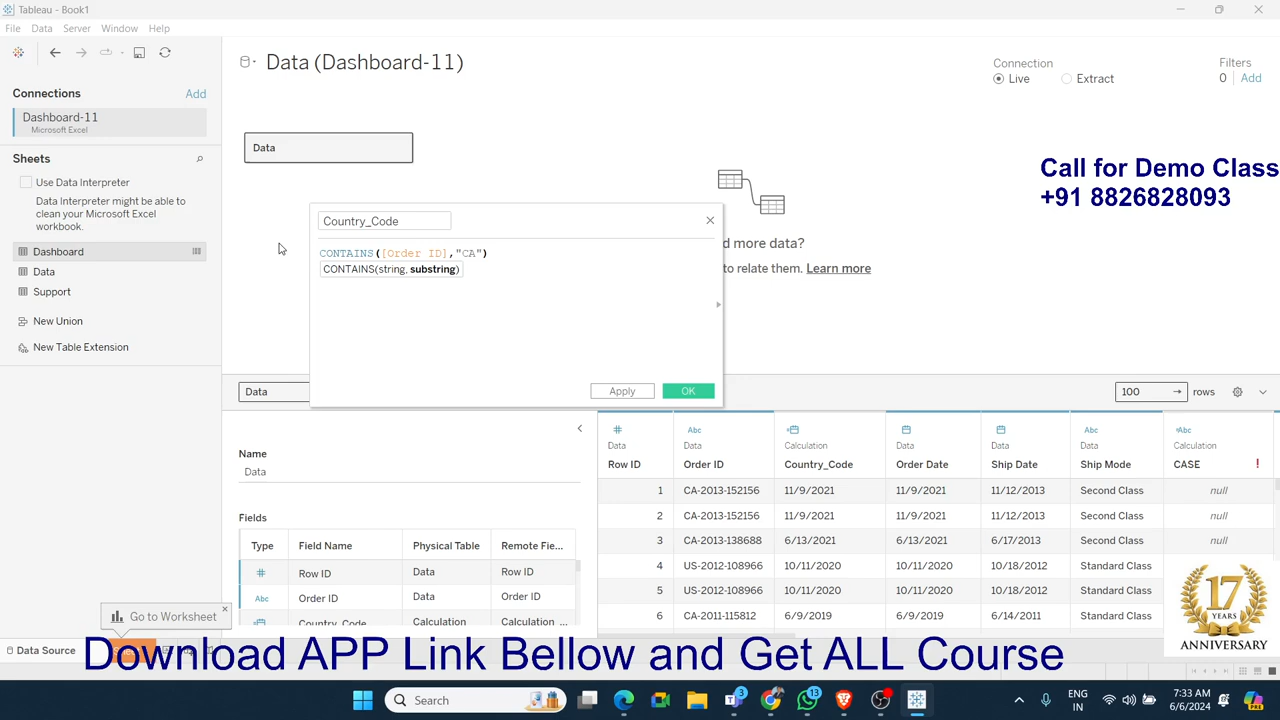 Tableau - Book1
File Data Server Window Help
Connections Add
Dashboard-11
Microsoft Excel
Sheets
Use Data Interpreter
Data Interpreter might be able to
clean your Microsoft Excel
workbook.
Dashboard
Data
Support
New Union
New Table Extension
Data (Dashboard-11)
Connection
Live Extract
Filters
0 Add
Data
Call for Demo Class
+91 8826828093
Country_Code
CONTAINS([Order ID],"CA")
CONTAINS(string, substring)
d more data?
to relate them. Learn more
Apply OK
Data
100 rows
Name
Data
Fields
Type Field Name Physical Table Remote Fie...
Row ID Data Row ID
Abc Order ID Data Order ID
Country_Code Calculation Calculation ...
# Abc Abc =Abc
Data Data Calculation Data Data Data Calculation
Row ID Order ID Country_Code Order Date Ship Date Ship Mode CASE !
1 CA-2013-152156 11/9/2021 11/9/2021 11/12/2013 Second Class null
2 CA-2013-152156 11/9/2021 11/9/2021 11/12/2013 Second Class null
3 CA-2013-138688 6/13/2021 6/13/2021 6/17/2013 Second Class null
4 US-2012-108966 10/11/2020 10/11/2020 10/18/2012 Standard Class
5 US-2012-108966 10/11/2020 10/11/2020 10/18/2012 Standard Class
6 CA-2011-115812 6/9/2019 6/9/2019 6/14/2011 Standard Class
17
YEARS
ANNIVERSARY
Go to Worksheet
Data Source
Download APP Link Bellow and Get ALL Course
Search
3
13
ENG
IN
7:33 AM
6/6/2024